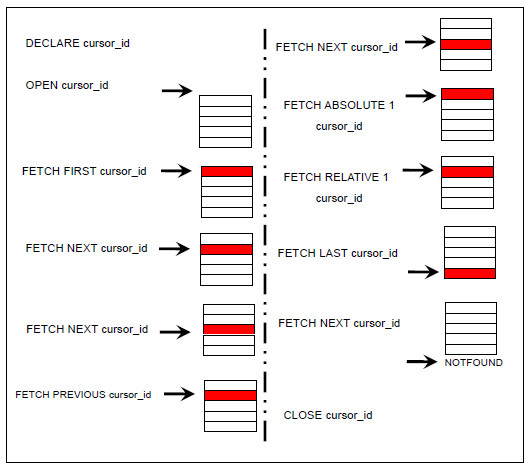 DECLARE cursor_id
OPEN cursor_id
FETCH FIRST cursor_id
FETCH NEXT cursor_id
FETCH NEXT cursor_id
FETCH PREVIOUS cursor_id
FETCH NEXT cursor_id
FETCH ABSOLUTE 1
cursor_id
FETCH RELATIVE 1
cursor_id
FETCH LAST cursor_id
FETCH NEXT cursor_id
NOTFOUND
CLOSE cursor_id